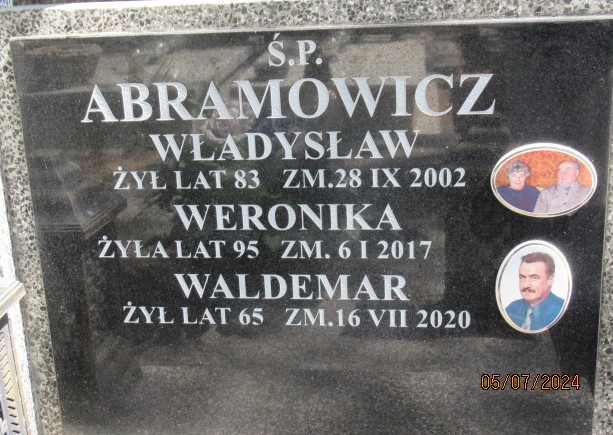 Ś.P.
ABRAMOWICZ
WŁADYSŁAW
ŻYŁ LAT 83 ZM.28 IX 2002
WERONIKA
ŻYŁA LAT 95 ZM. 6 I 2017
WALDEMAR
ŻYŁ LAT 65 ZM.16 VII 2020
05/07/2024